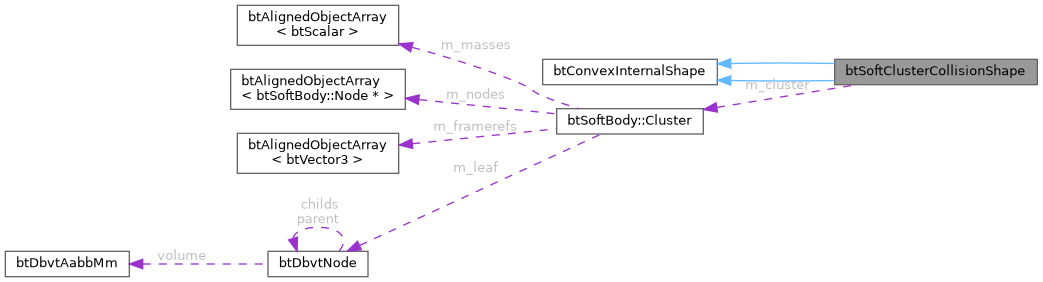 btAlignedObjectArray
< btScalar >
m_masses
btConvexInternalShape
btSoftClusterCollisionShape
btAlignedObjectArray
< btSoftBody::Node * >
m_nodes
m_cluster
btSoftBody::Cluster
m_framerefs
btAlignedObjectArray
< btVector3 >
m_leaf
childs
parent
btDbvtAabbMm
volume
btDbvtNode